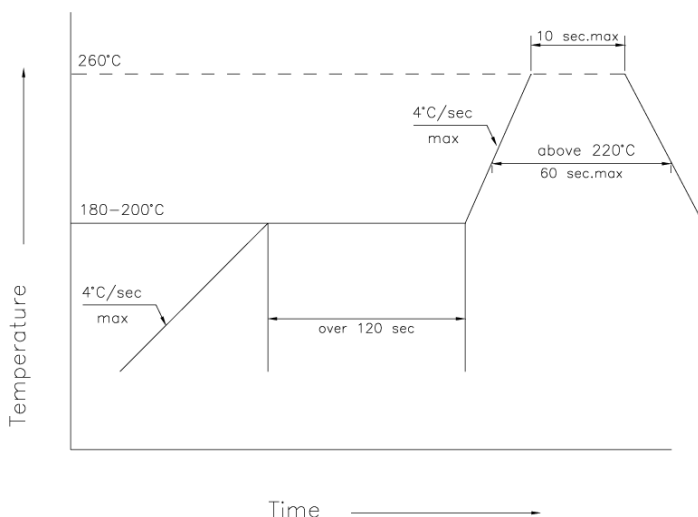 10 sec.max
260°C
4°C/sec
max
above 220°C
60 sec.max
180-200°C
4°C/sec
max
over 120 sec
Temperature
Time